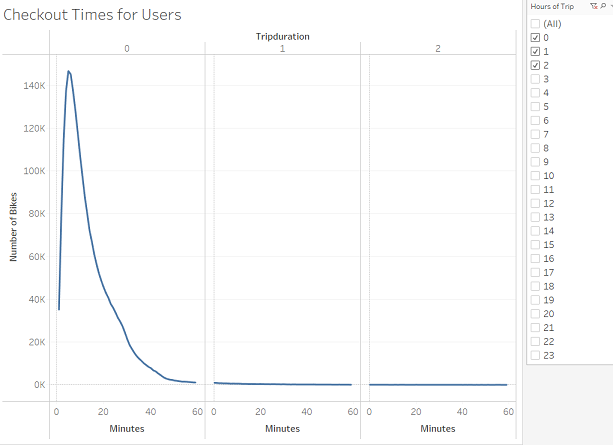 Checkout Times for Users
Tripduration
0 1 2
140K
120K
100K
80K
60K
40K
20K
0K
Number of Bikes
0 20 40 60 0 20 40 60 0 20 40 60
Minutes Minutes Minutes
Hours of Trip
(All)
0
1
2
3
4
5
6
7
8
9
10
11
12
13
14
15
16
17
18
19
20
21
22
23